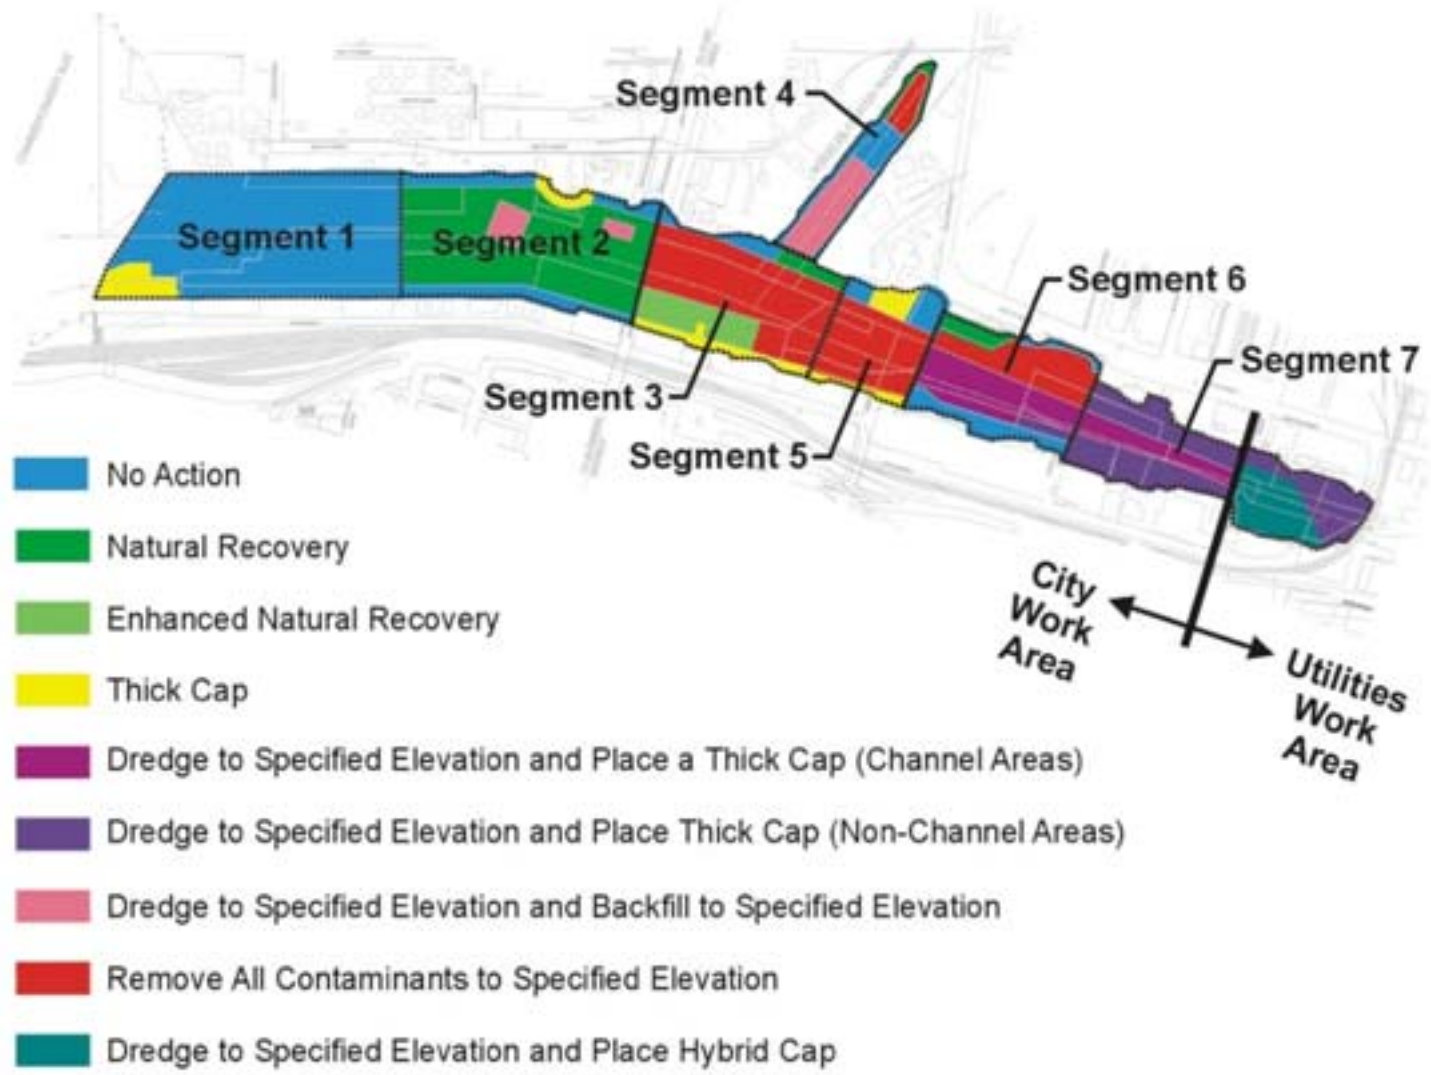 Segment 4
Segment 1
Segment 2
Segment 6
Segment 7
Segment 3
Segment 5
City
Work
Area
Utilities
Work
Area
No Action
Natural Recovery
Enhanced Natural Recovery
Thick Cap
Dredge to Specified Elevation and Place a Thick Cap (Channel Areas)
Dredge to Specified Elevation and Place Thick Cap (Non-Channel Areas)
Dredge to Specified Elevation and Backfill to Specified Elevation
Remove All Contaminants to Specified Elevation
Dredge to Specified Elevation and Place Hybrid Cap